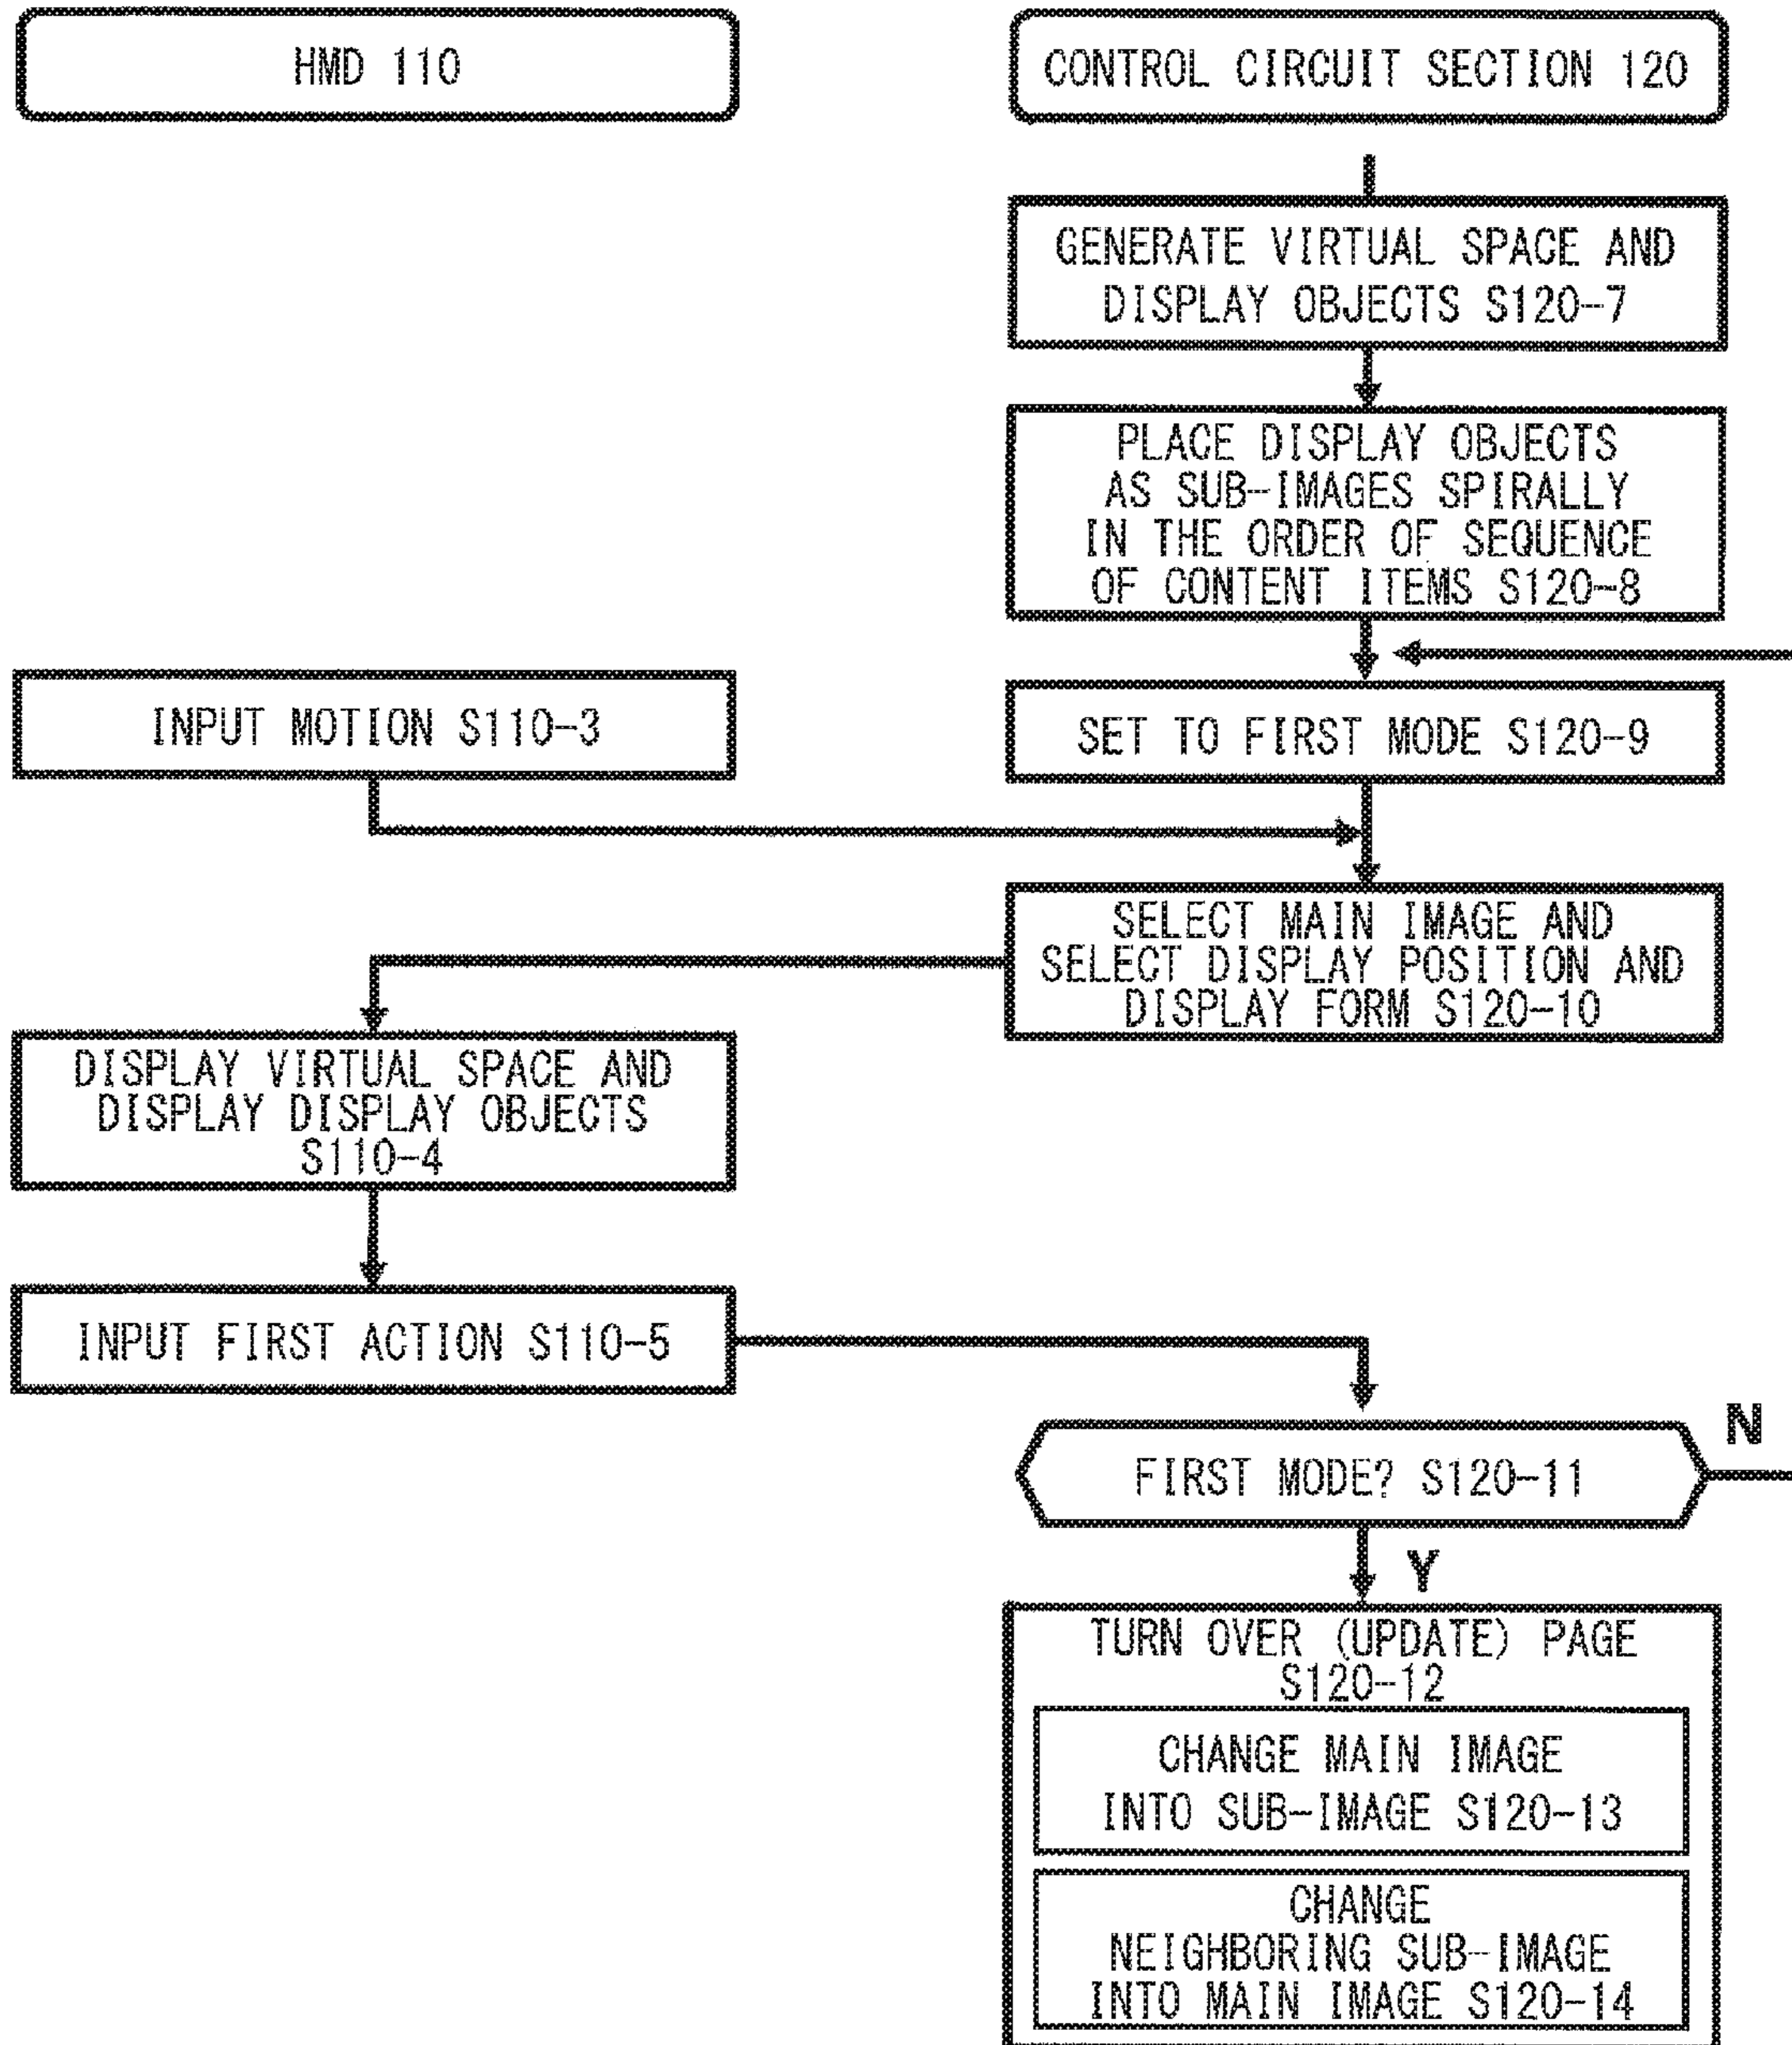 HMD 110
CONTROL CIRCUIT SECTION 120
GENERATE VIRTUAL SPACE AND
DISPLAY OBJECTS S120-7
PLACE DISPLAY OBJECTS
AS SUB-IMAGES SPIRALLY
IN THE ORDER OF SEQUENCE
OF CONTENT ITEMS S120-8
INPUT MOTION S110-3
SET TO FIRST MODE S120-9
SELECT MAIN IMAGE AND
SELECT DISPLAY POSITION AND
DISPLAY FORM S120-10
DISPLAY VIRTUAL SPACE AND
DISPLAY DISPLAY OBJECTS
S110-4
INPUT FIRST ACTION S110-5
FIRST MODE? S120-11
N
Y
TURN OVER (UPDATE) PAGE
S120-12
CHANGE MAIN IMAGE
INTO SUB-IMAGE S120-13
CHANGE
NEIGHBORING SUB-IMAGE
INTO MAIN IMAGE S120-14